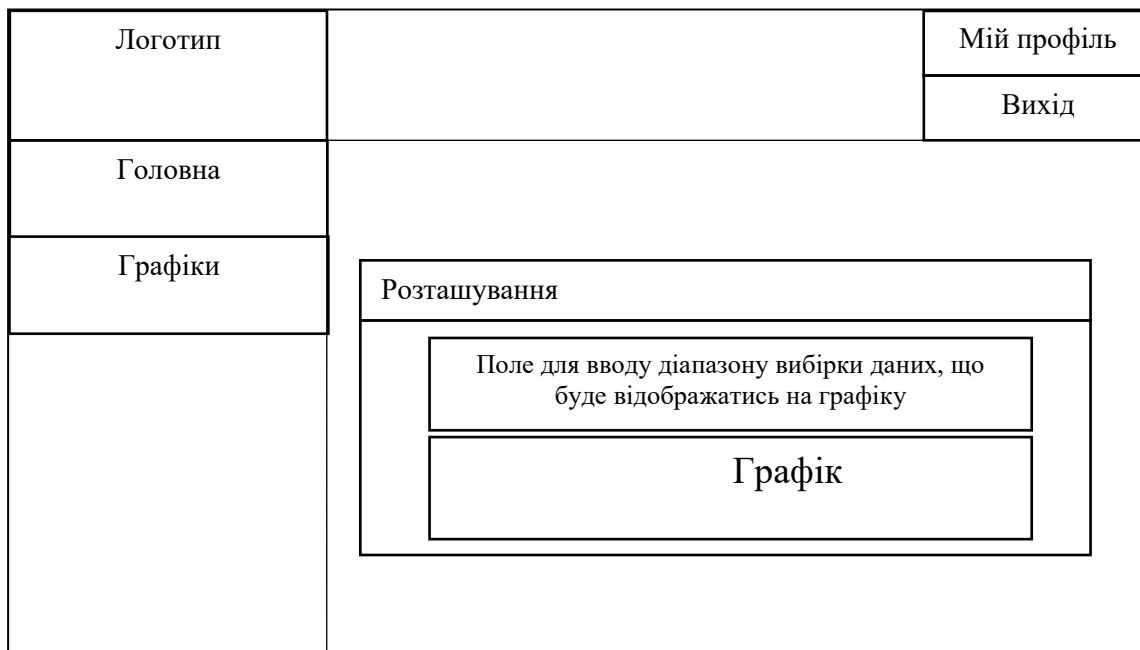 Логотип
Мій профіль
Вихід
Головна
Графіки
Розташування
Поле для вводу діапазону вибірки даних, що
буде відображатись на графіку
Графік